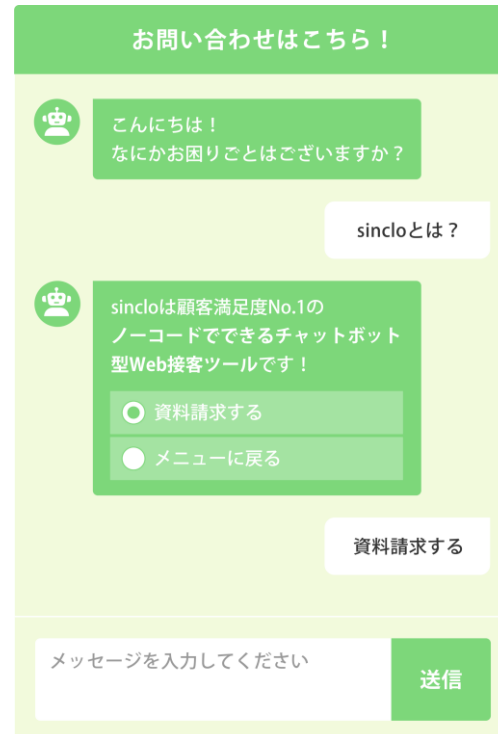 お問い合わせはこちら！
こんにちは！
なにかお困りごとはございますか？
sincloとは？
sincloは顧客満足度No.1の
ノーコードでできるチャットボット
型Web接客ツールです！
資料請求する
メニューに戻る
資料請求する
メッセージを入力してください
送信